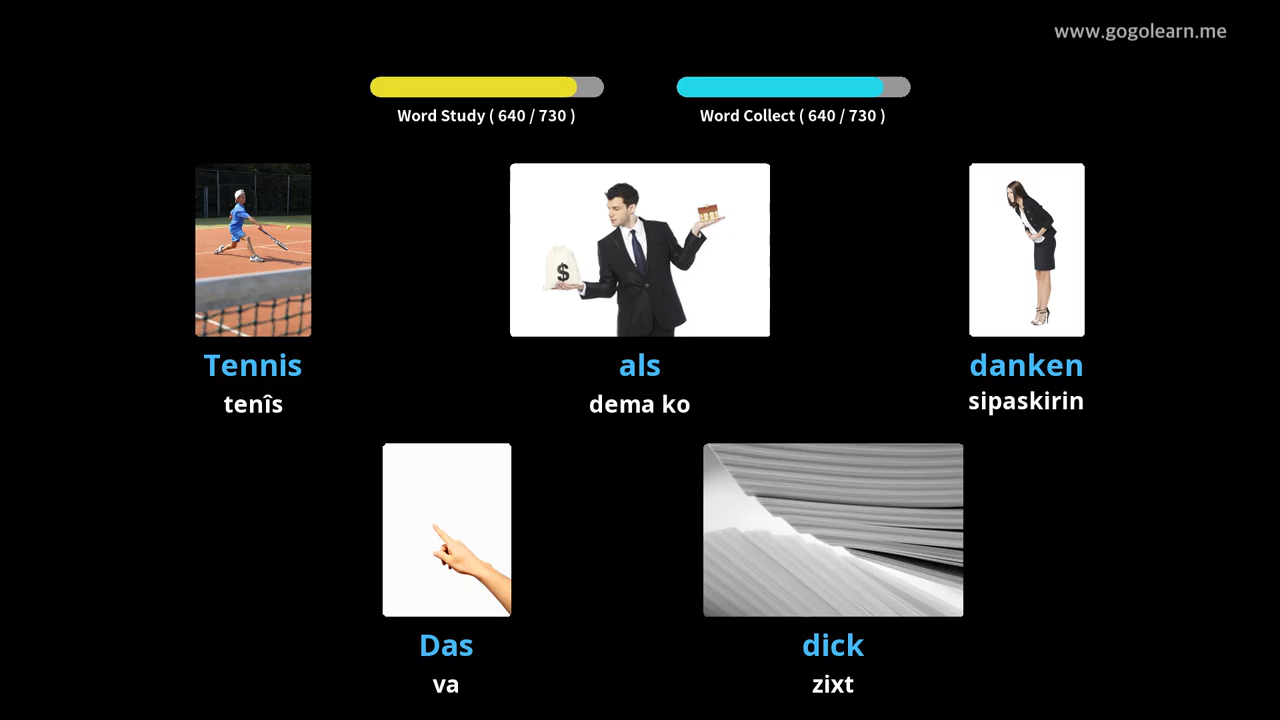 www.gogolearn.me
Word Study ( 640 / 730 )
Word Collect ( 640 / 730 )
$
Tennis
als
danken
tenîs
dema ko
sipaskirin
Das
dick
va
zixt